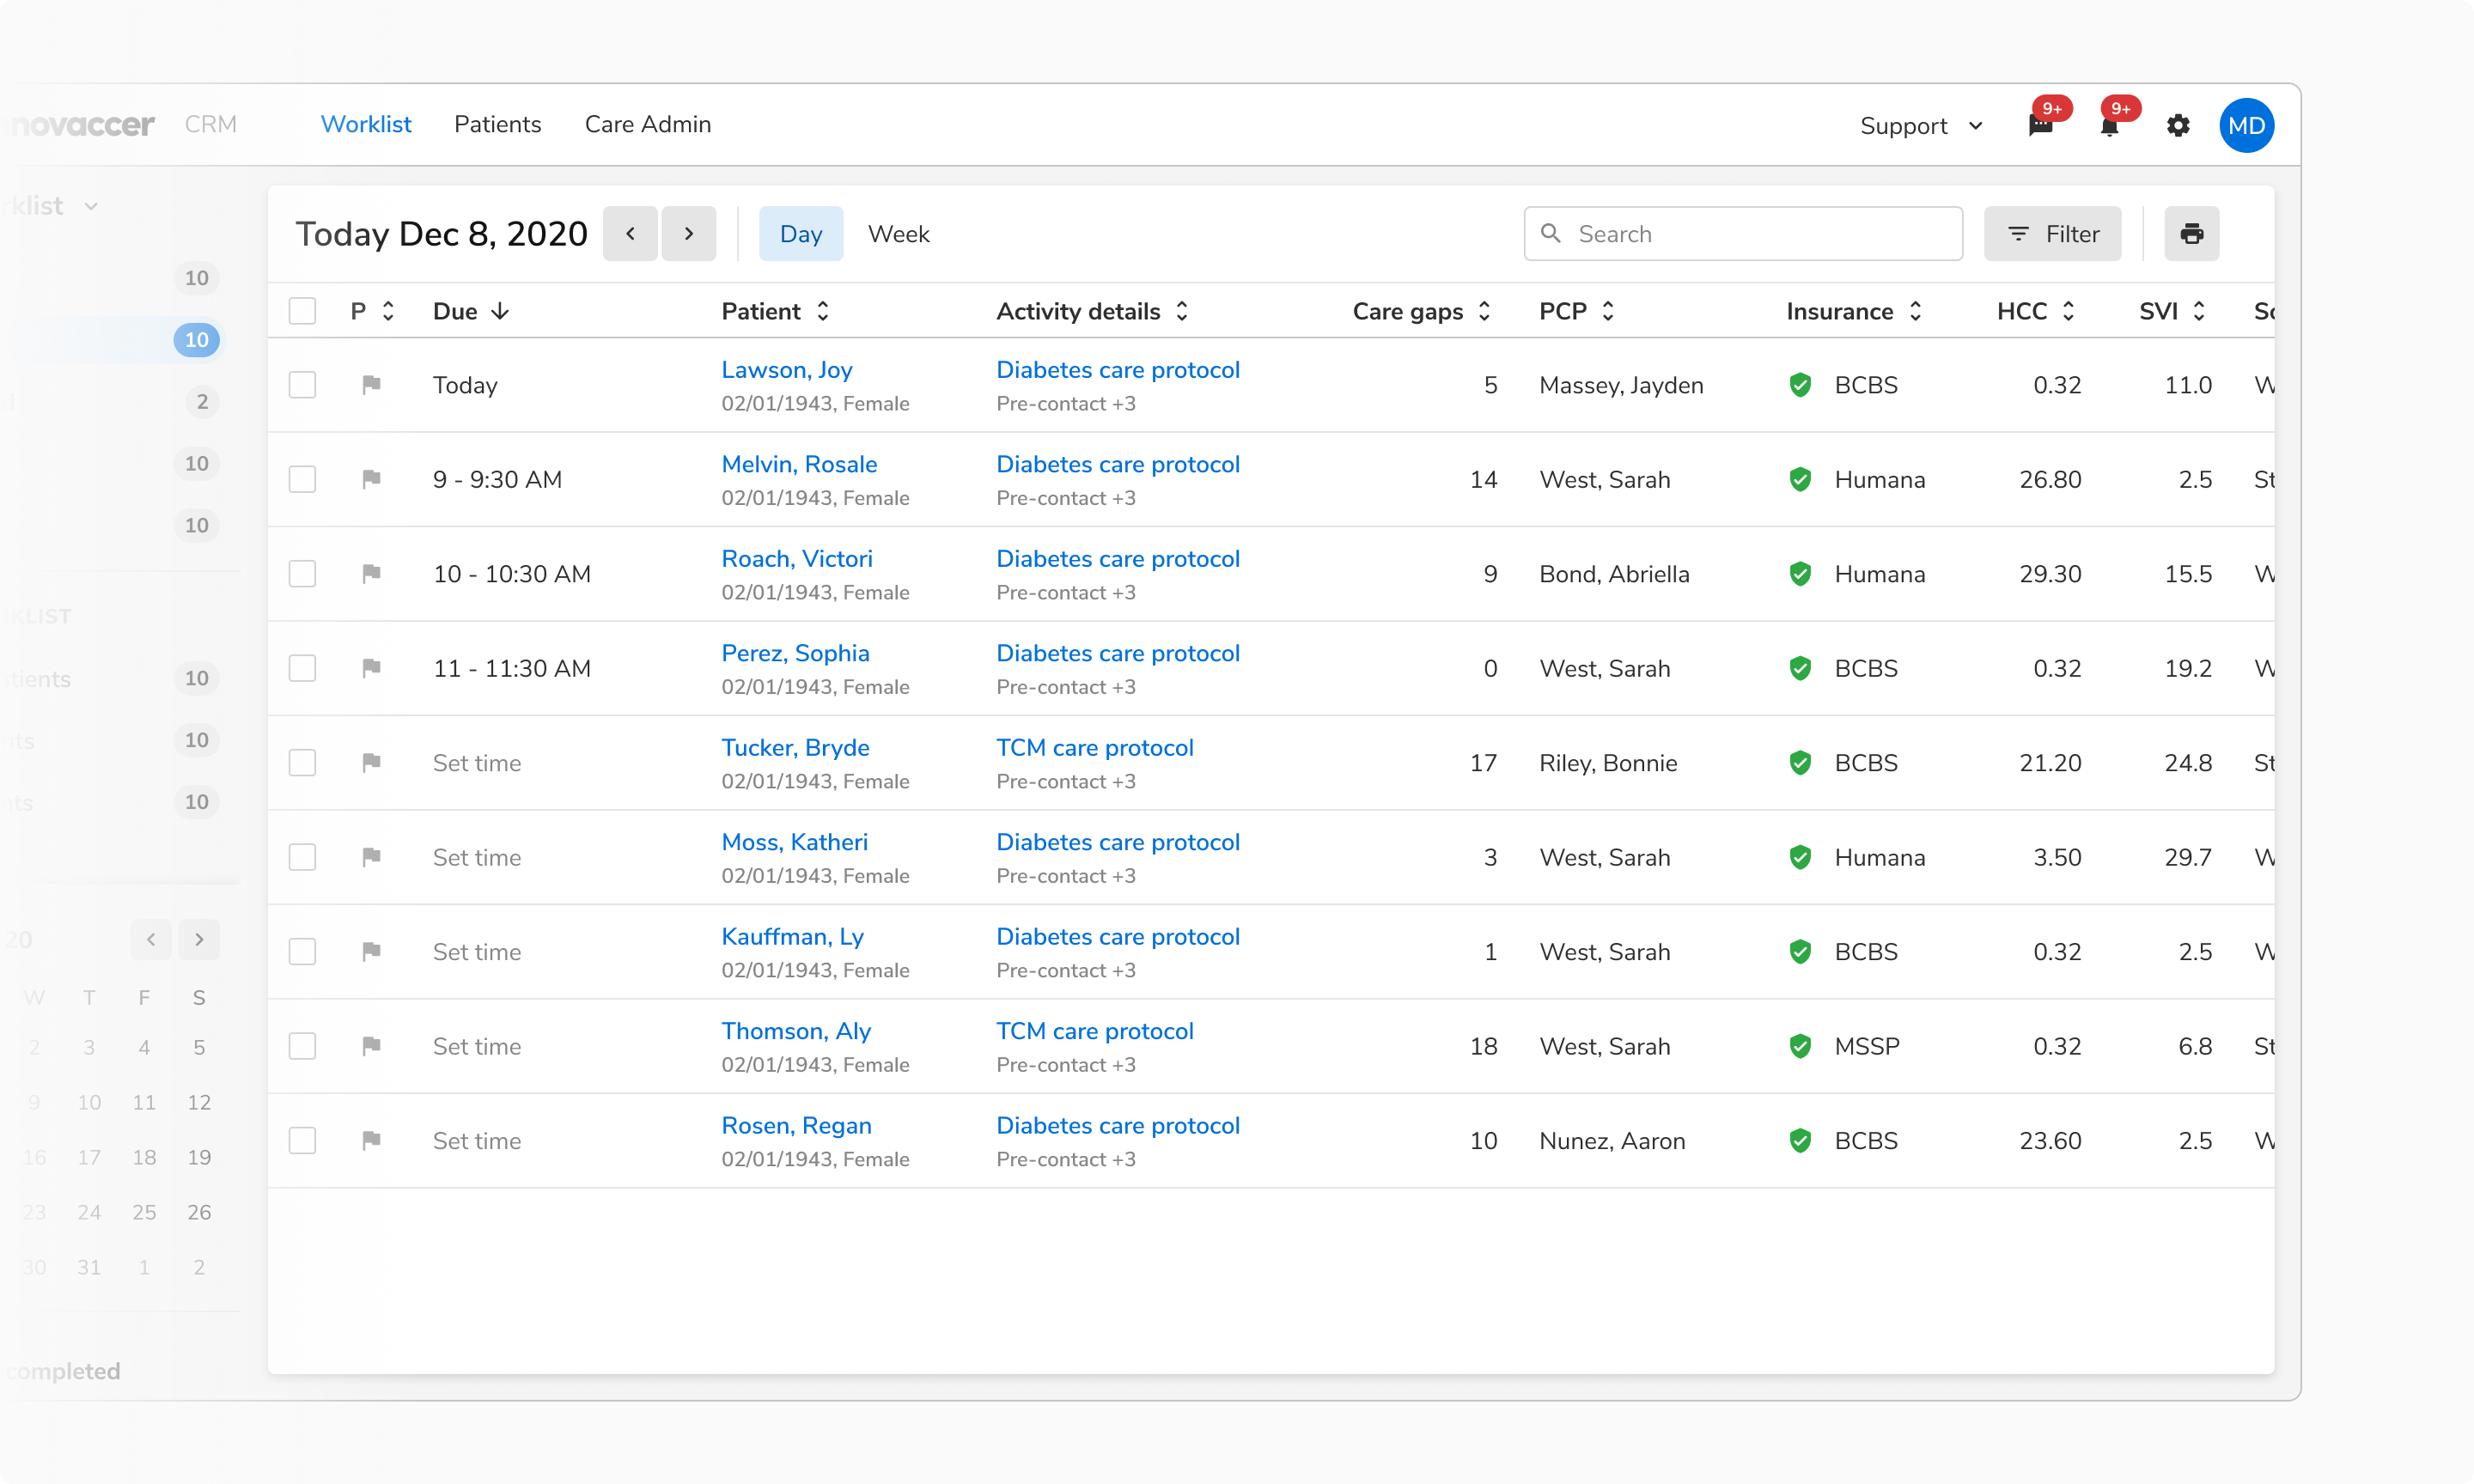 novaccer CRM Worklist Patients Care Admin Support 9+ 9+ MD
Today Dec 8, 2020 Day Week Search Filter
P Due Patient Activity details Care gaps PCP Insurance HCC SVI
Today Lawson, Joy Diabetes care protocol 5 Massey, Jayden BCBS 0.32 11.0
02/01/1943, Female Pre-contact +3
9 - 9:30 AM Melvin, Rosale Diabetes care protocol 14 West, Sarah Humana 26.80 2.5
02/01/1943, Female Pre-contact +3
10 - 10:30 AM Roach, Victori Diabetes care protocol 9 Bond, Abriella Humana 29.30 15.5
02/01/1943, Female Pre-contact +3
11 - 11:30 AM Perez, Sophia Diabetes care protocol 0 West, Sarah BCBS 0.32 19.2
02/01/1943, Female Pre-contact +3
Set time Tucker, Bryde TCM care protocol 17 Riley, Bonnie BCBS 21.20 24.8
02/01/1943, Female Pre-contact +3
Set time Moss, Katheri Diabetes care protocol 3 West, Sarah Humana 3.50 29.7
02/01/1943, Female Pre-contact +3
Set time Kauffman, Ly Diabetes care protocol 1 West, Sarah BCBS 0.32 2.5
02/01/1943, Female Pre-contact +3
Set time Thomson, Aly TCM care protocol 18 West, Sarah MSSP 0.32 6.8
02/01/1943, Female Pre-contact +3
Set time Rosen, Regan Diabetes care protocol 10 Nunez, Aaron BCBS 23.60 2.5
02/01/1943, Female Pre-contact +3
rklist
10
10
2
10
10
KLIST
tients 10
nts 10
nts 10
20
W T F S
2 3 4 5
9 10 11 12
16 17 18 19
23 24 25 26
30 31 1 2
completed